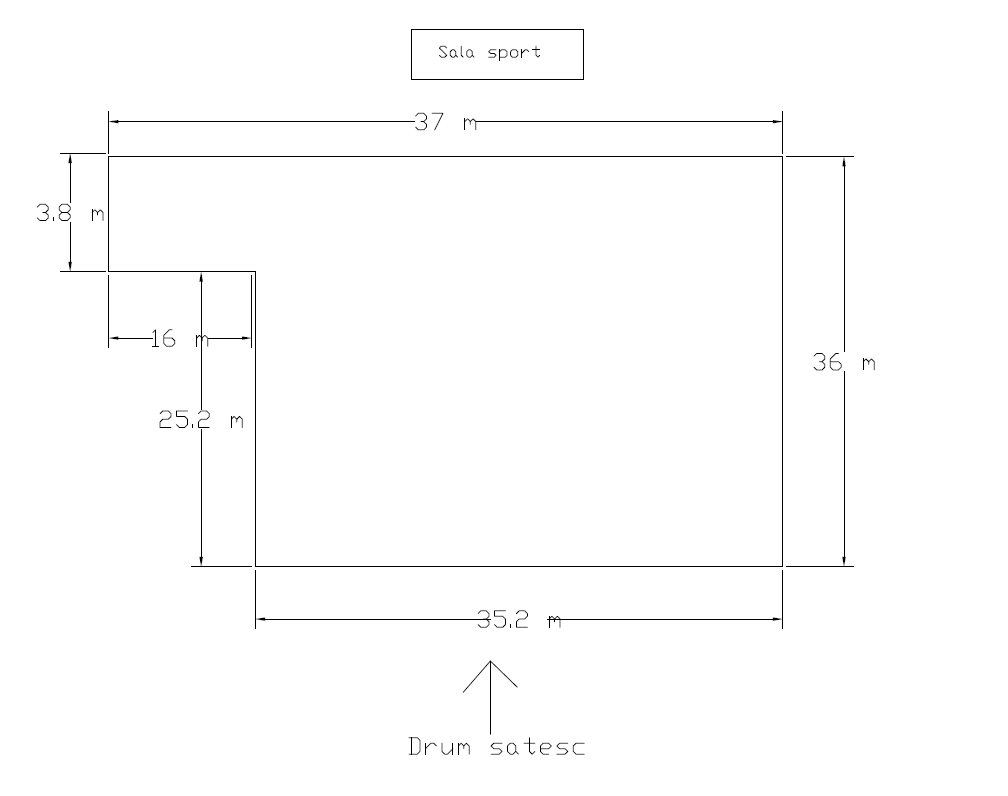 Sala sport
37 m
3.8 m
16 m
36 m
25.2 m
35.2 m
Drum satesc